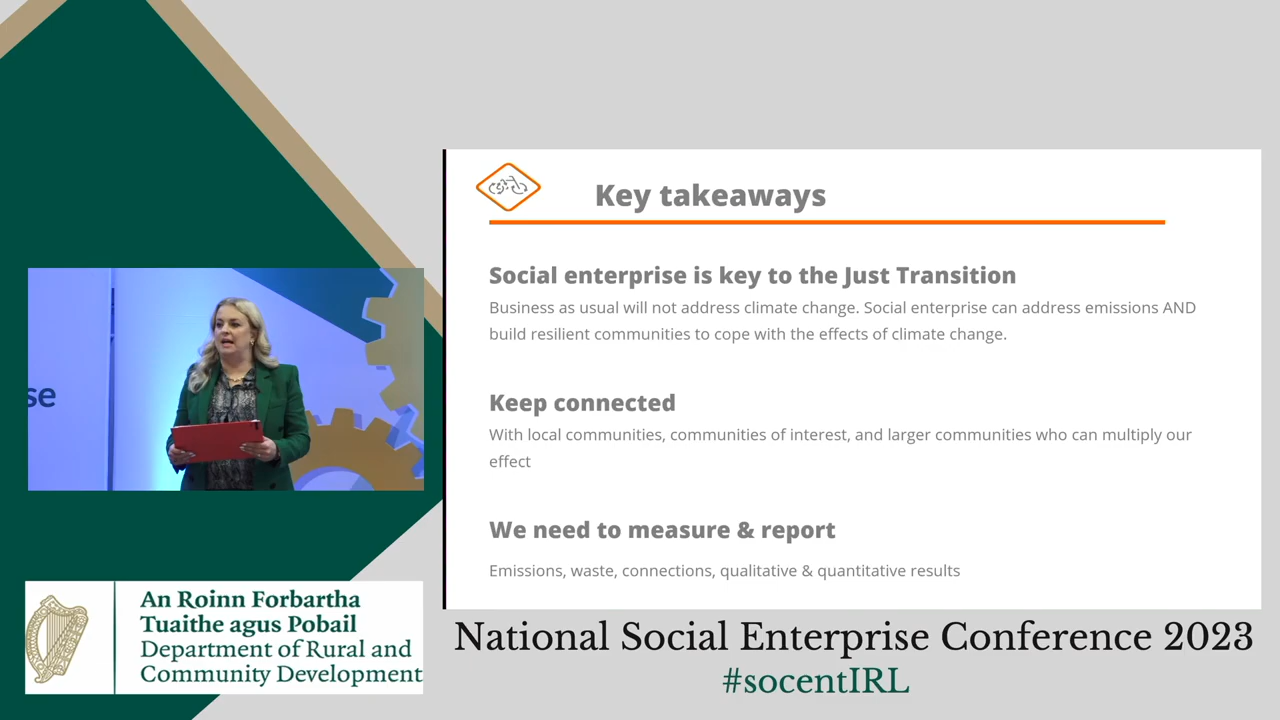 Key takeaways
Social enterprise is key to the Just Transition
Business as usual will not address climate change. Social enterprise can address emissions AND
build resilient communities to cope with the effects of climate change.
Keep connected
With local communities, communities of interest, and larger communities who can multiply our
effect
We need to measure & report
Emissions, waste, connections, qualitative & quantitative results
se
An Roinn Forbartha
Tuaithe agus Pobail
Department of Rural and
Community Development
National Social Enterprise Conference 2023
#socentIRL